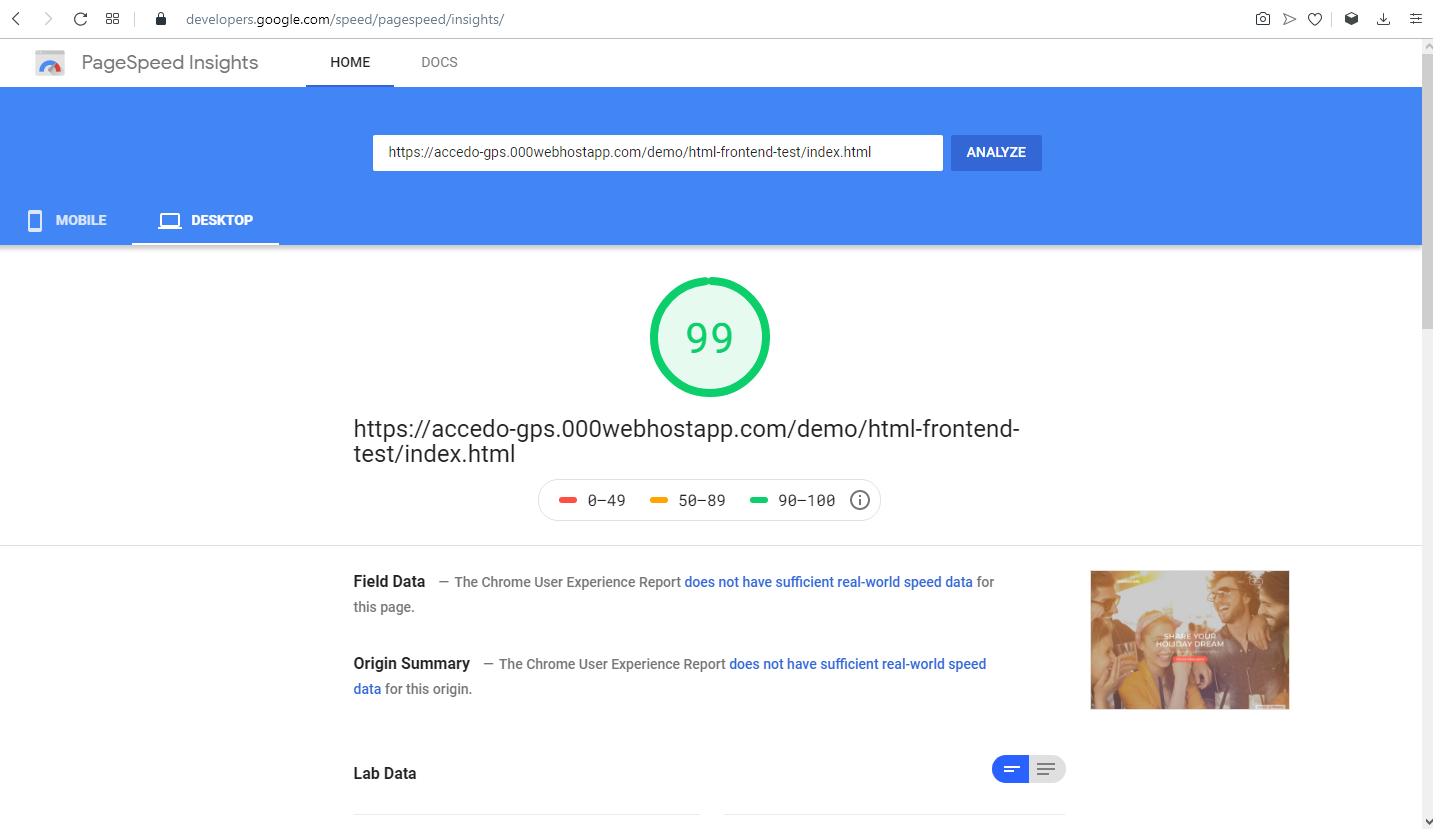 developers.google.com/speed/pagespeed/insights/
PageSpeed Insights
HOME
DOCS
https://accedo-gps.000webhostapp.com/demo/html-frontend-test/index.html
ANALYZE
MOBILE
DESKTOP
99
https://accedo-gps.000webhostapp.com/demo/html-frontend-
test/index.html
0–49
50–89
90–100
Field Data — The Chrome User Experience Report does not have sufficient real-world speed data for
this page.
SHARE YOUR
HOLIDAY DREAM
Origin Summary — The Chrome User Experience Report does not have sufficient real-world speed
data for this origin.
Lab Data